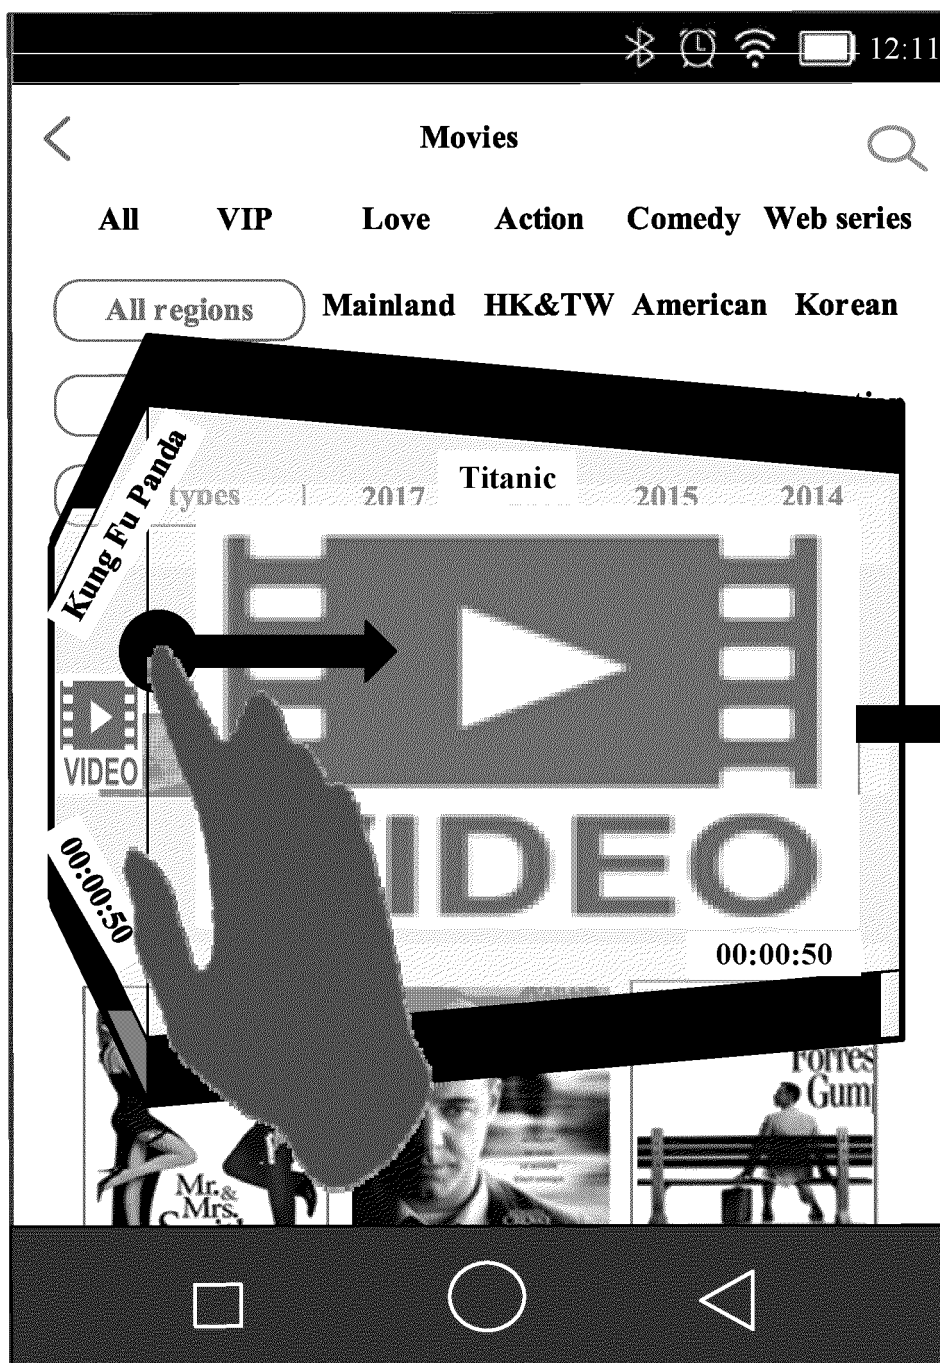 12:11
Movies
All VIP Love Action Comedy Web series
All regions Mainland HK&TW American Korean
Kung Fu Panda
Titanic
types 2017 2015 2014
VIDEO
VIDEO
00:00:50
00:00:50
Mr. &
Mrs.
Forres
Gum